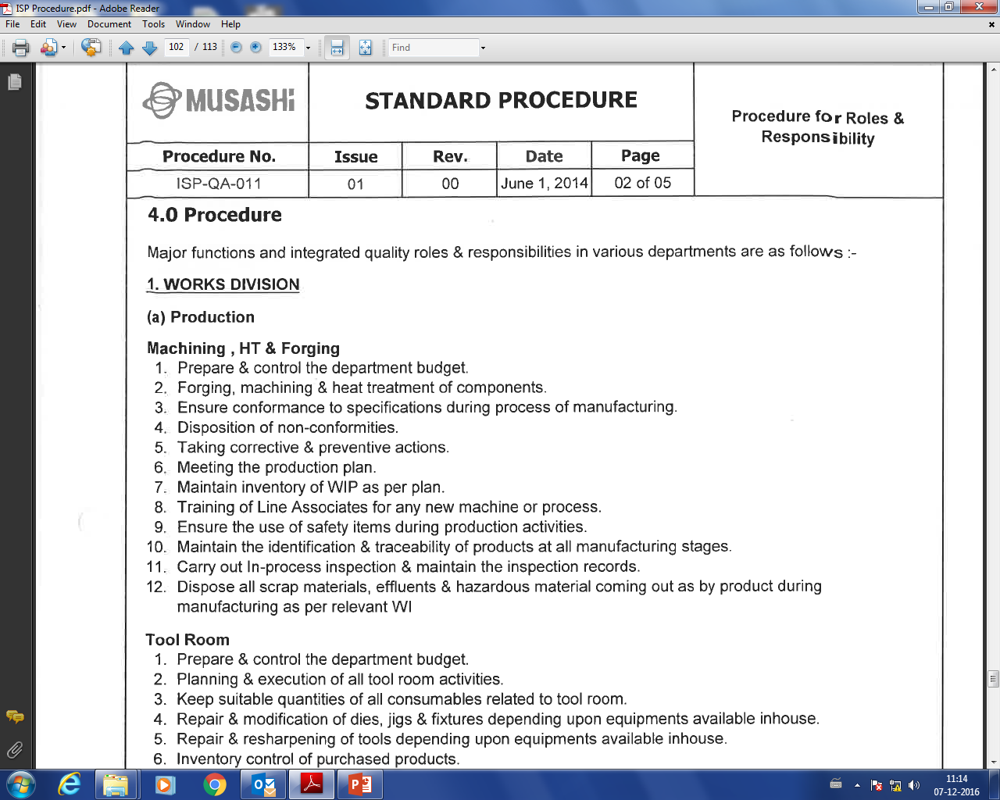 ISP Procedure.pdf - Adobe Reader
File Edit View Document Tools Window Help
102 / 113 133% Find
MUSASHi
STANDARD PROCEDURE
Procedure for Roles &
Responsibility
Procedure No. Issue Rev. Date Page
ISP-QA-011 01 00 June 1, 2014 02 of 05
4.0 Procedure
Major functions and integrated quality roles & responsibilities in various departments are as follows :-
1. WORKS DIVISION
(a) Production
Machining , HT & Forging
1. Prepare & control the department budget.
2. Forging, machining & heat treatment of components.
3. Ensure conformance to specifications during process of manufacturing.
4. Disposition of non-conformities.
5. Taking corrective & preventive actions.
6. Meeting the production plan.
7. Maintain inventory of WIP as per plan.
8. Training of Line Associates for any new machine or process.
9. Ensure the use of safety items during production activities.
10. Maintain the identification & traceability of products at all manufacturing stages.
11. Carry out In-process inspection & maintain the inspection records.
12. Dispose all scrap materials, effluents & hazardous material coming out as by product during
manufacturing as per relevant WI
Tool Room
1. Prepare & control the department budget.
2. Planning & execution of all tool room activities.
3. Keep suitable quantities of all consumables related to tool room.
4. Repair & modification of dies, jigs & fixtures depending upon equipments available inhouse.
5. Repair & resharpening of tools depending upon equipments available inhouse.
6. Inventory control of purchased products.
11:14
07-12-2016